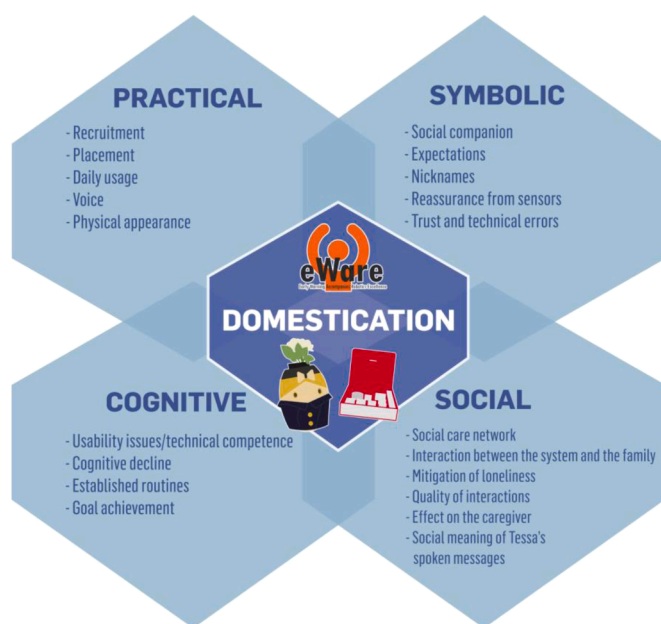 PRACTICAL
- Recruitment
- Placement
- Daily usage
- Voice
- Physical appearance
SYMBOLIC
- Social companion
- Expectations
- Nicknames
- Reassurance from sensors
- Trust and technical errors
eWare
DOMESTICATION
COGNITIVE
- Usability issues/technical competence
- Cognitive decline
- Established routines
- Goal achievement
SOCIAL
- Social care network
- Interaction between the system and the family
- Mitigation of loneliness
- Quality of interactions
- Effect on the caregiver
- Social meaning of Tessa's
spoken messages